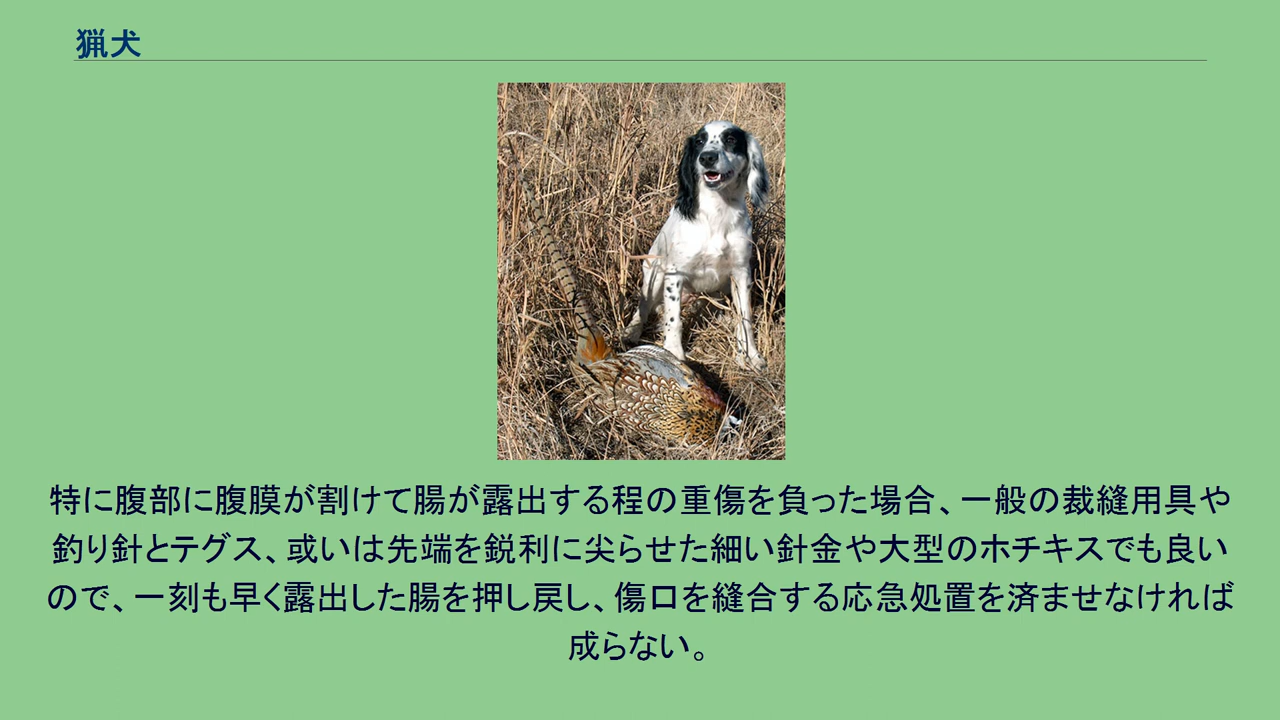 猟犬
特に腹部に腹膜が割けて腸が露出する程の重傷を負った場合、一般の裁縫用具や
釣り針とテグス、或いは先端を鋭利に尖らせた細い針金や大型のホチキスでも良い
ので、一刻も早く露出した腸を押し戻し、傷口を縫合する応急処置を済ませなければ
成らない。